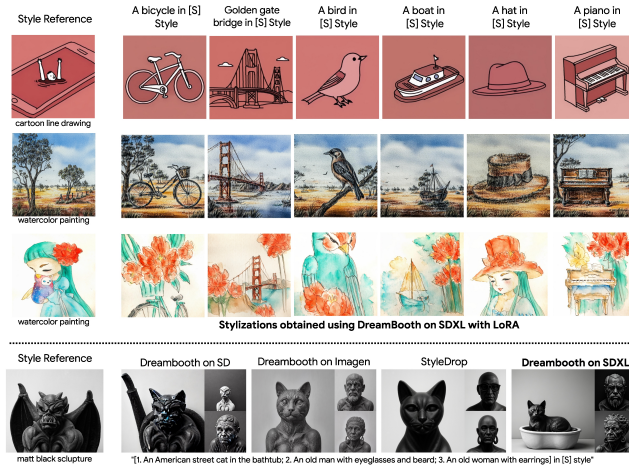 Style Reference
A bicycle in [S]
Style
Golden gate
bridge in [S] Style
A bird in
[S] Style
A boat in
[S] Style
A hat in
[S] Style
A piano in
[S] Style
cartoon line drawing
watercolor painting
watercolor painting
Stylizations obtained using DreamBooth on SDXL with LoRA
Style Reference
Dreambooth on SD
Dreambooth on Imagen
StyleDrop
Dreambooth on SDXL
matt black sclupture
"[1. An American street cat in the bathtub; 2. An old man with eyeglasses and beard; 3. An old woman with earrings] in [S] style"